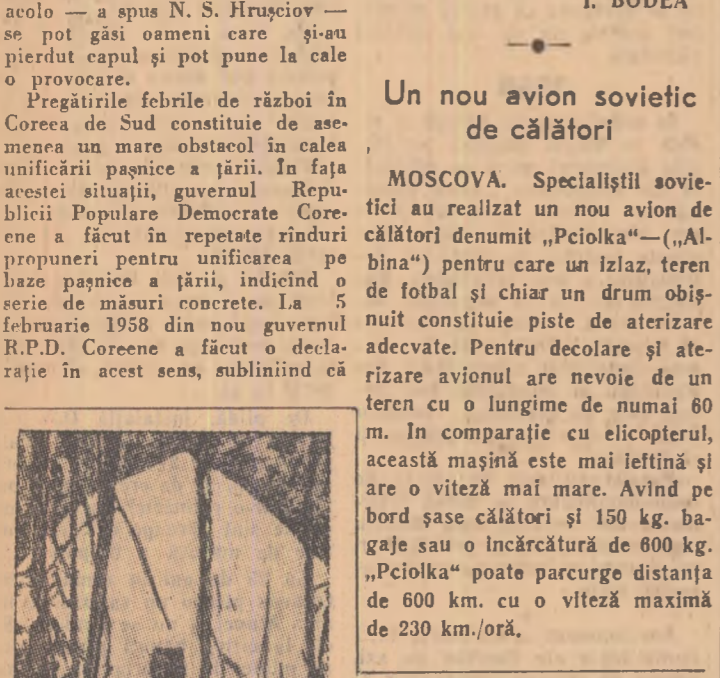 acolo — a spus N. S. Hrușciov —
se pot găsi oameni care și-au
pierdut capul și pot pune la cale
o provocare.
Pregătirile febrile de război în
Coreea de Sud constituie de ase-
menea un mare obstacol în calea
unificării pașnice a țării. În fața
acestei situații, guvernul Repu-
blicii Populare Democrate Core-
ene a făcut în repetate rînduri
propuneri pentru unificarea pe
baze pașnice a țării, indicînd o
serie de măsuri concrete. La 5
februarie 1958 din nou guvernul
R.P.D. Coreene a făcut o decla-
rație în acest sens, subliniind că
I. BODEA
Un nou avion sovietic
de călători
MOSCOVA. Specialiștii sovie-
tici au realizat un nou avion de
călători denumit „Pciolka“—(„Al-
bina“) pentru care un izlaz, teren
de fotbal și chiar un drum obiș-
nuit constituie piste de aterizare
adecvate. Pentru decolare și ate-
rizare avionul are nevoie de un
teren cu o lungime de numai 60
m. In comparație cu elicopterul,
această mașină este mai ieftină și
are o viteză mai mare. Avînd pe
bord șase călători și 150 kg. ba-
gaje sau o încărcătură de 600 kg.
„Pciolka“ poate parcurge distanța
de 600 km. cu o viteză maximă
de 230 km./oră.